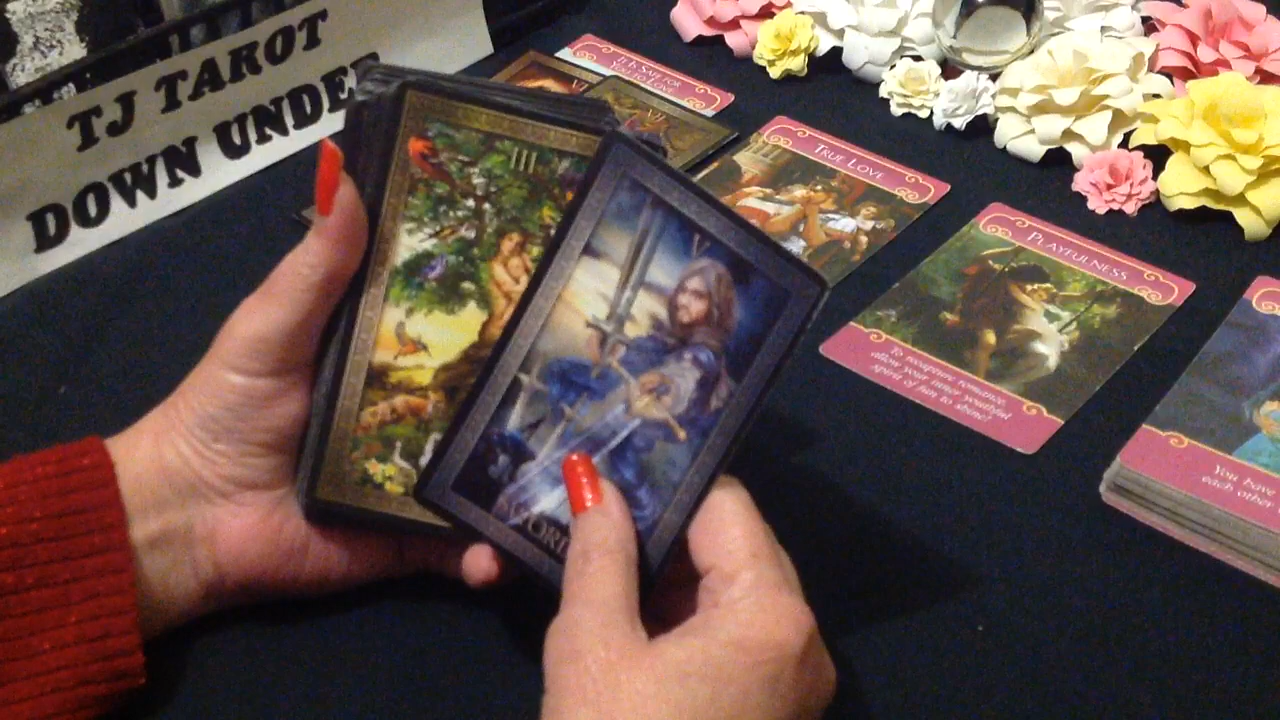 TJ TAROT
DOWN UNDER
IT IS SAFE FOR
YOU TO LOVE
VII
TRUE LOVE
PLAYFULNESS
To recapture romance,
allow your inner youthful
spirit of fun to shine!
III
V
You have
each other